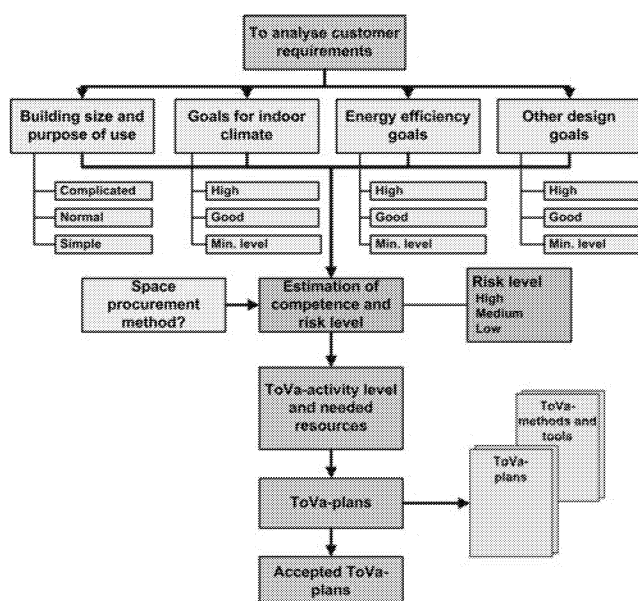 To analyse customer
requirements
Building size and
purpose of use
Goals for indoor
climate
Energy efficiency
goals
Other design
goals
Complicated
Normal
Simple
High
Good
Min. level
High
Good
Min. level
High
Good
Min. level
Space
procurement
method?
Estimation of
competence and
risk level
Risk level
High
Medium
Low
ToVa-activity level
and needed
resources
ToVa-
methods and
tools
ToVa-
plans
ToVa-plans
Accepted ToVa-
plans